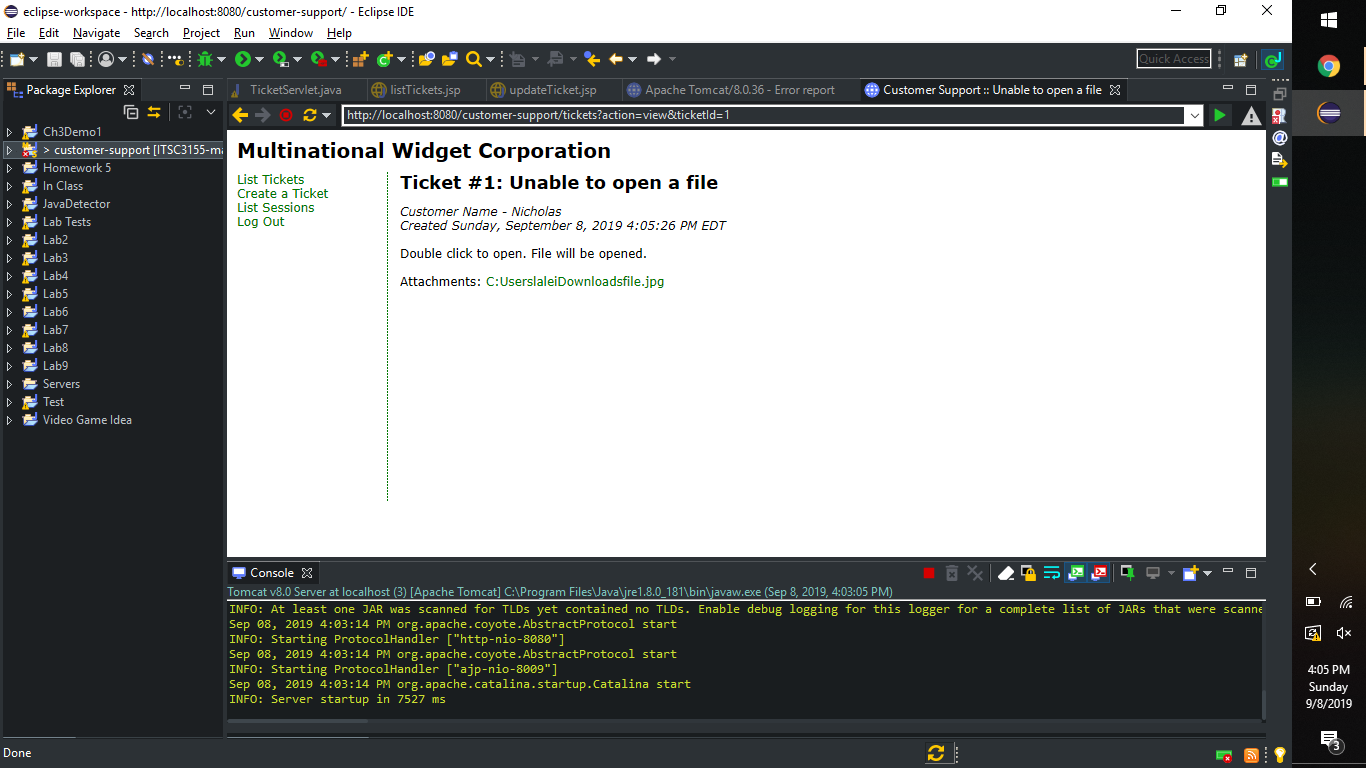 eclipse-workspace - http://localhost:8080/customer-support/ - Eclipse IDE
File Edit Navigate Search Project Run Window Help
Quick Access
Package Explorer
TicketServlet.java listTickets.jsp updateTicket.jsp Apache Tomcat/8.0.36 - Error report Customer Support :: Unable to open a file
http://localhost:8080/customer-support/tickets?action=view&ticketId=1
Ch3Demo1
> customer-support [ITSC3155-ma
Homework 5
In Class
JavaDetector
Lab Tests
Lab2
Lab3
Lab4
Lab5
Lab6
Lab7
Lab8
Lab9
Servers
Test
Video Game Idea
Multinational Widget Corporation
List Tickets
Create a Ticket
List Sessions
Log Out
Ticket #1: Unable to open a file
Customer Name - Nicholas
Created Sunday, September 8, 2019 4:05:26 PM EDT
Double click to open. File will be opened.
Attachments: C:UserslaleiDownloadsfile.jpg
Console
Tomcat v8.0 Server at localhost (3) [Apache Tomcat] C:\Program Files\Java\jre1.8.0_181\bin\javaw.exe (Sep 8, 2019, 4:03:05 PM)
INFO: At least one JAR was scanned for TLDs yet contained no TLDs. Enable debug logging for this logger for a complete list of JARs that were scanne
Sep 08, 2019 4:03:14 PM org.apache.coyote.AbstractProtocol start
INFO: Starting ProtocolHandler ["http-nio-8080"]
Sep 08, 2019 4:03:14 PM org.apache.coyote.AbstractProtocol start
INFO: Starting ProtocolHandler ["ajp-nio-8009"]
Sep 08, 2019 4:03:14 PM org.apache.catalina.startup.Catalina start
INFO: Server startup in 7527 ms
Done
4:05 PM
Sunday
9/8/2019
3